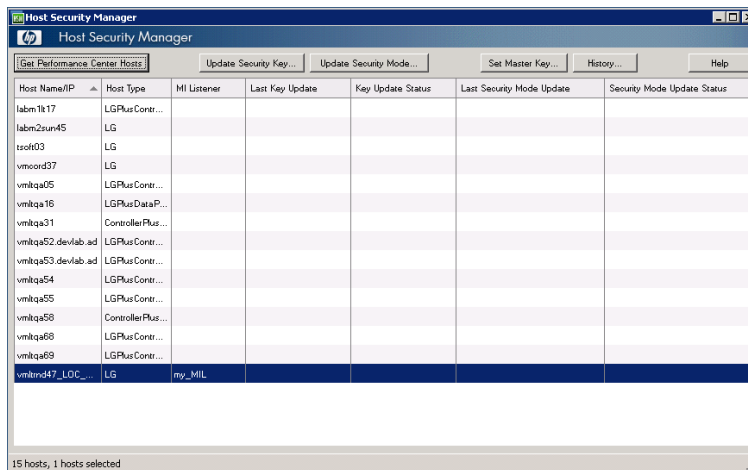 Host Security Manager
hp Host Security Manager
Get Performance Center Hosts Update Security Key... Update Security Mode... Set Master Key... History... Help
Host Name/IP Host Type MI Listener Last Key Update Key Update Status Last Security Mode Update Security Mode Update Status
labm1lt17 LGPlusContr...
labm2sun45 LG
tsoft03 LG
vmcord37 LG
vmltqa05 LGPlusContr...
vmltqa16 LGPlusDataP...
vmltqa31 ControllerPlus...
vmltqa52.devlab.ad LGPlusContr...
vmltqa53.devlab.ad LGPlusContr...
vmltqa54 LGPlusContr...
vmltqa55 LGPlusContr...
vmltqa58 ControllerPlus...
vmltqa68 LGPlusContr...
vmltqa69 LGPlusContr...
vmltrnd47_LOC_... LG my_MIL
15 hosts, 1 hosts selected